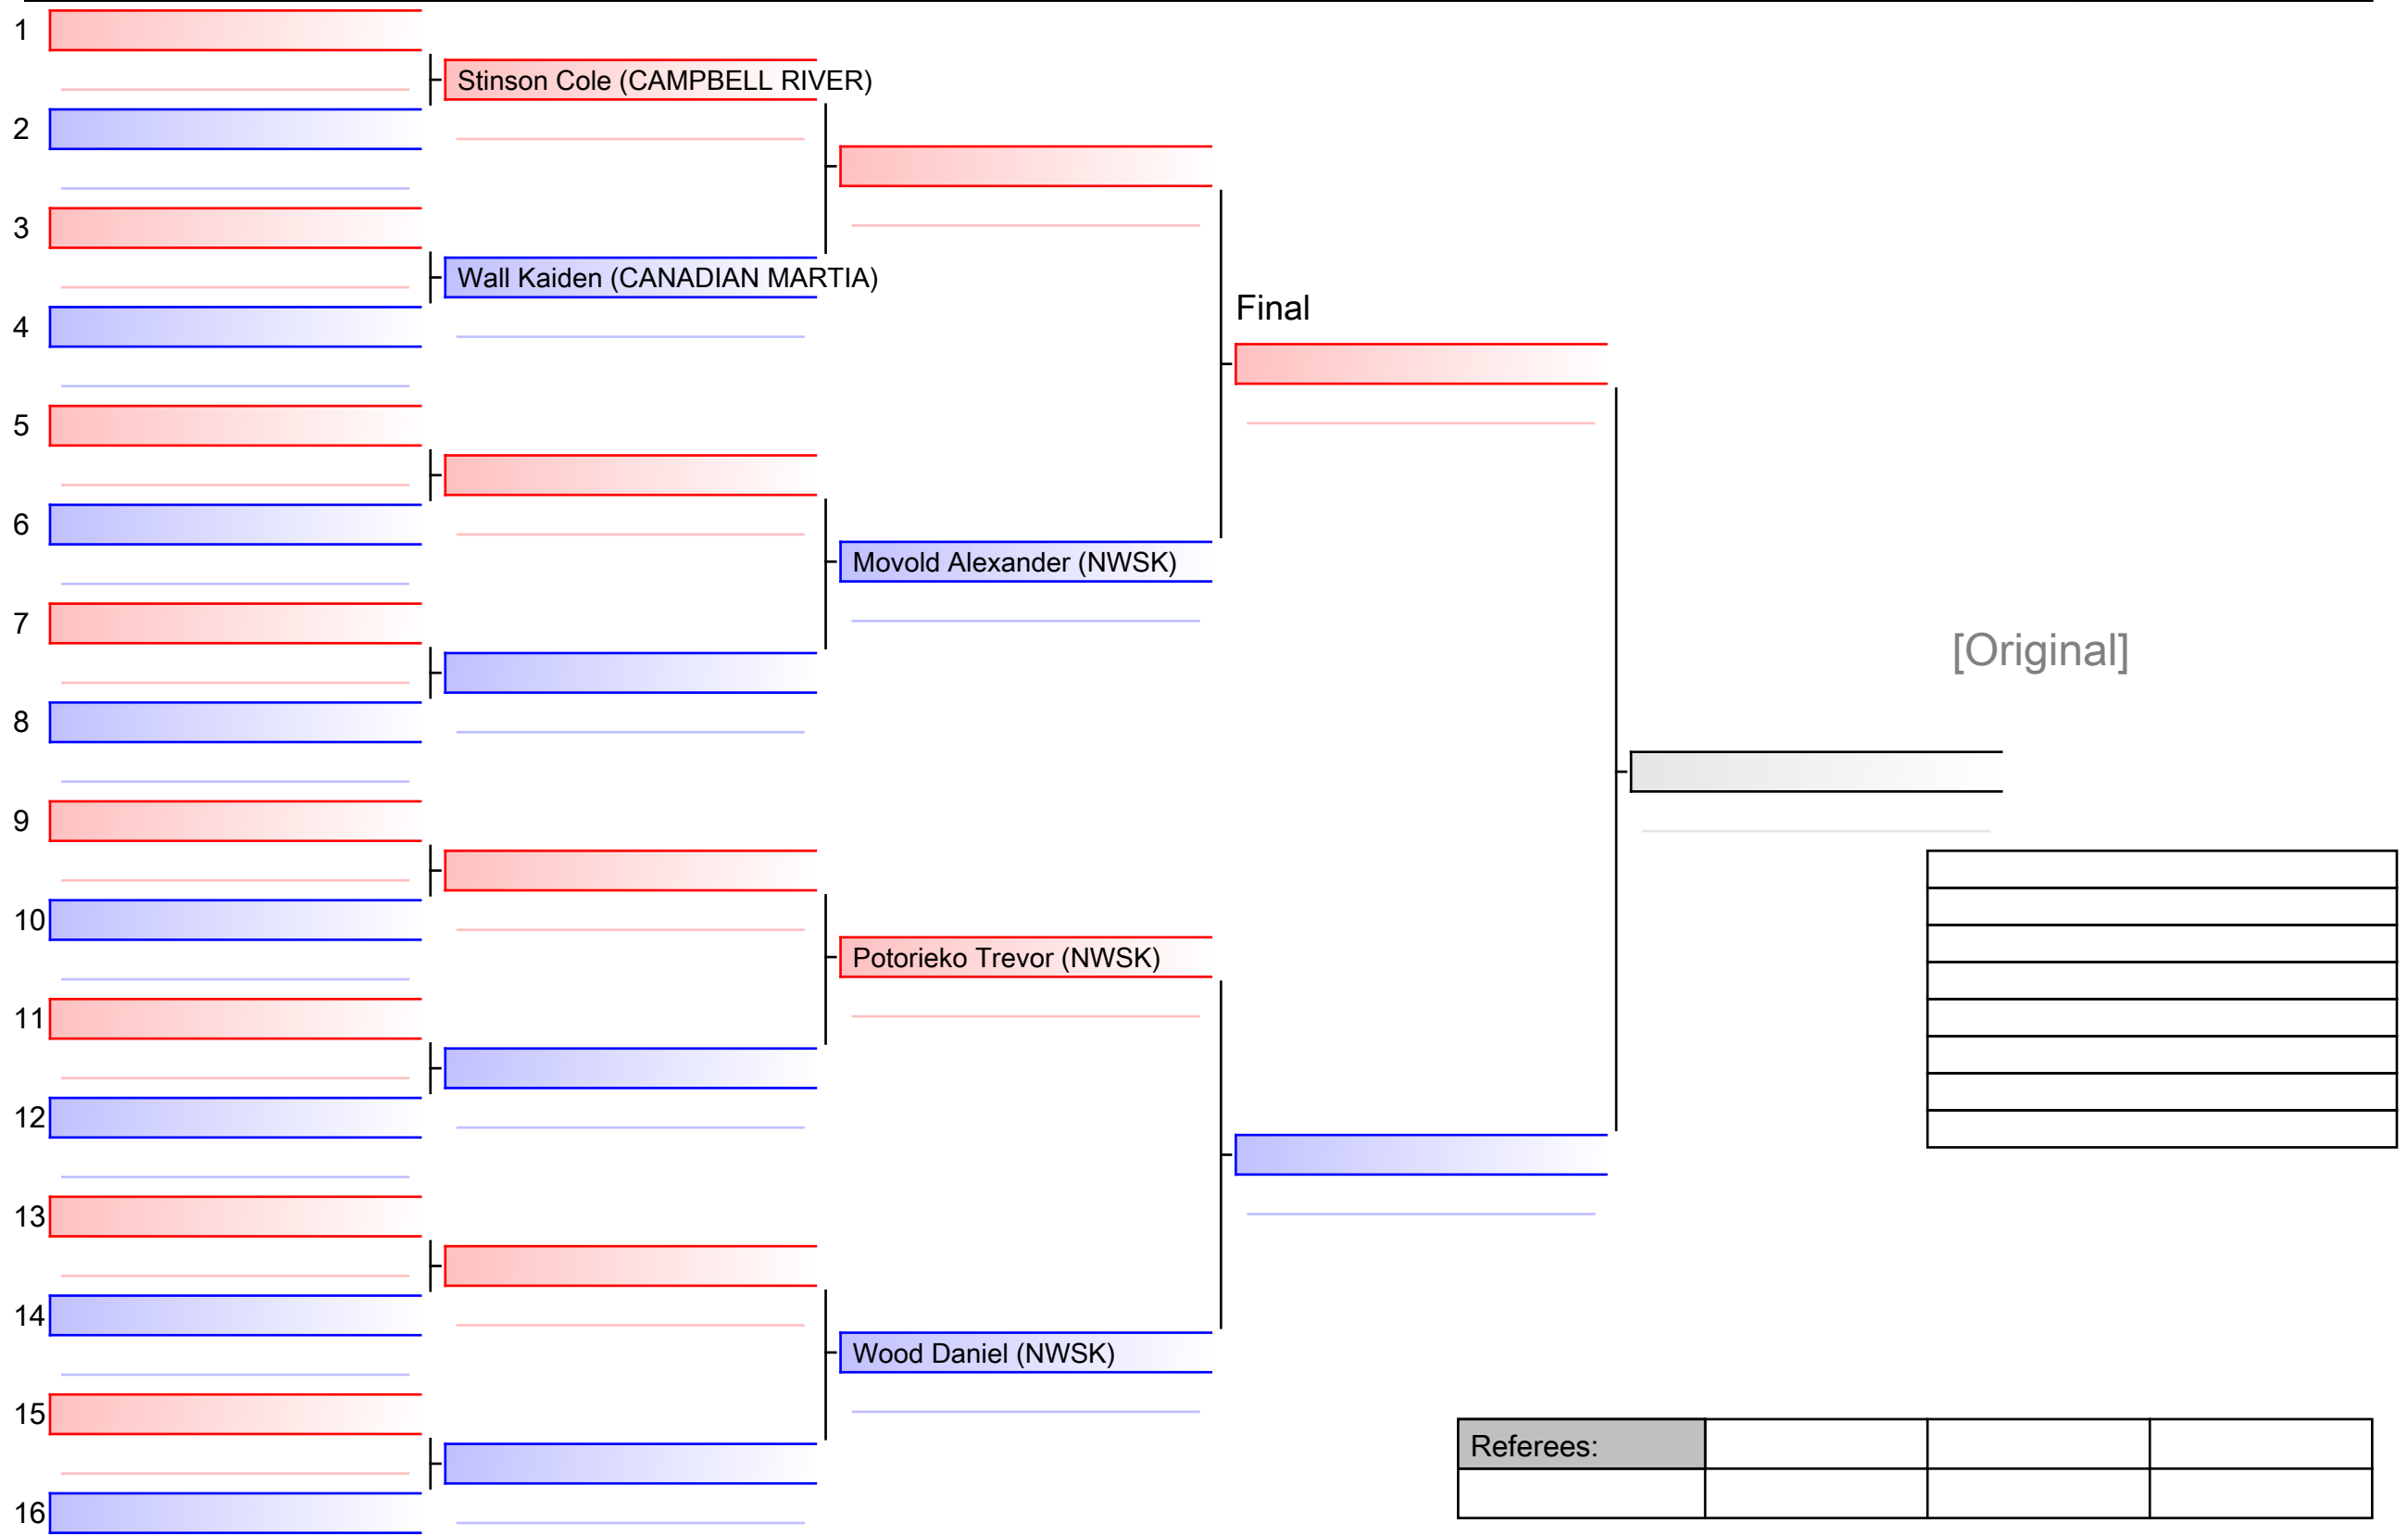 1
Stinson Cole (CAMPBELL RIVER)
2
3
Wall Kaiden (CANADIAN MARTIA)
4
Final
5
6
Movold Alexander (NWSK)
7
[Original]
8
9
10
Potorieko Trevor (NWSK)
11
12
13
14
Wood Daniel (NWSK)
15
Referees:
16